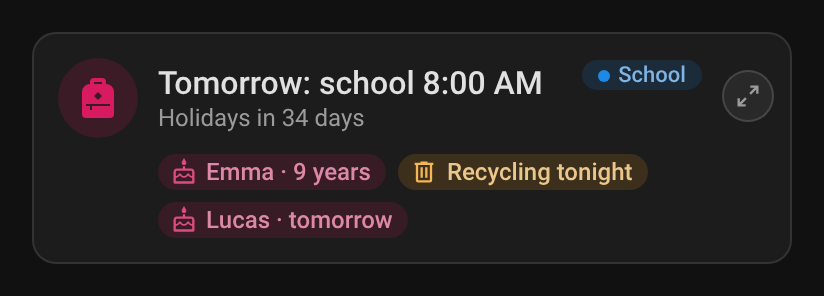 Tomorrow: school 8:00 AM
School
Holidays in 34 days
Emma · 9 years
Recycling tonight
Lucas · tomorrow